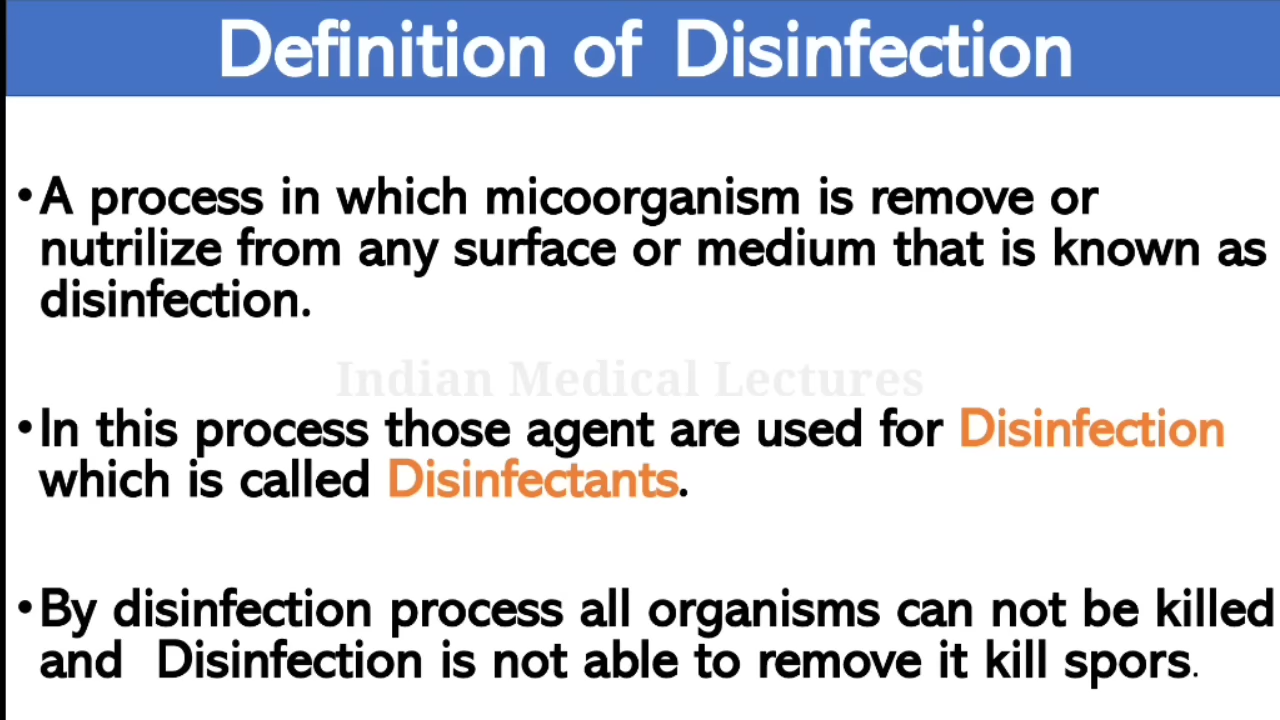 Definition of Disinfection
•A process in which micoorganism is remove or
nutrilize from any surface or medium that is known as
disinfection.
Indian Medical Lectures
•In this process those agent are used for Disinfection
which is called Disinfectants.
•By disinfection process all organisms can not be killed
and Disinfection is not able to remove it kill spors.